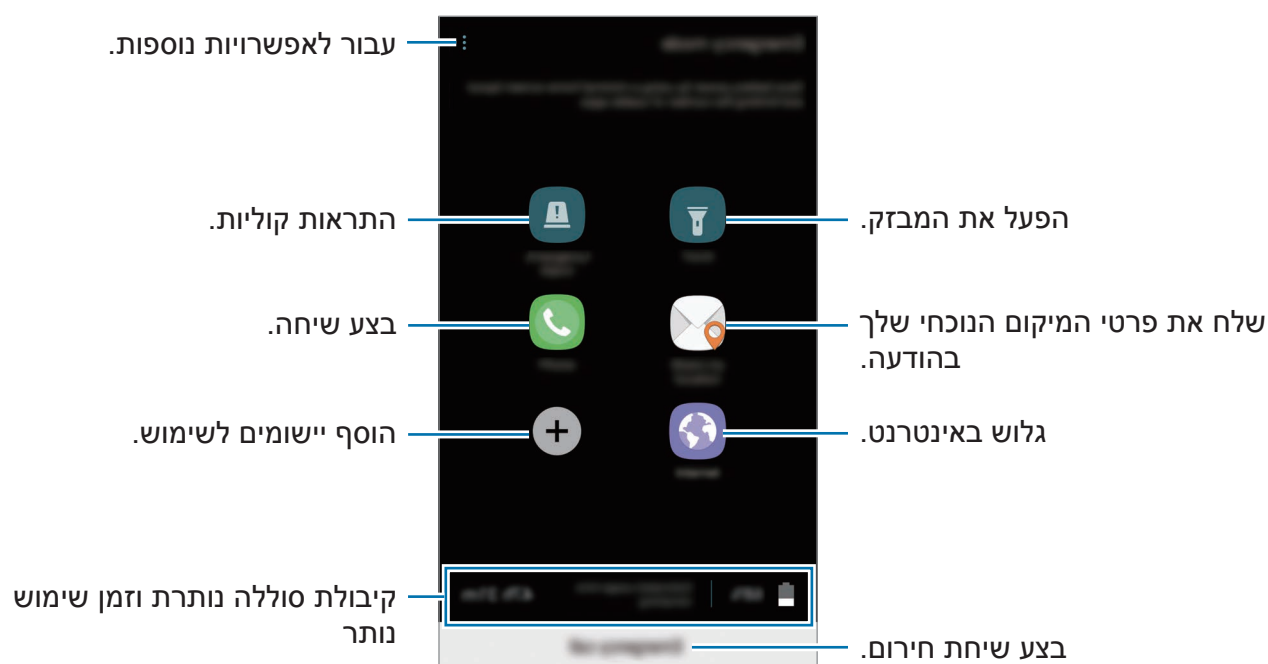 עבור לאפשרויות נוספות.
הפעל את המבזק.
התראות קוליות.
שלח את פרטי המיקום הנוכחי שלך
בהודעה.
בצע שיחה.
גלוש באינטרנט.
הוסף יישומים לשימוש.
קיבולת סוללה נותרת וזמן שימוש
נותר
בצע שיחת חירום.